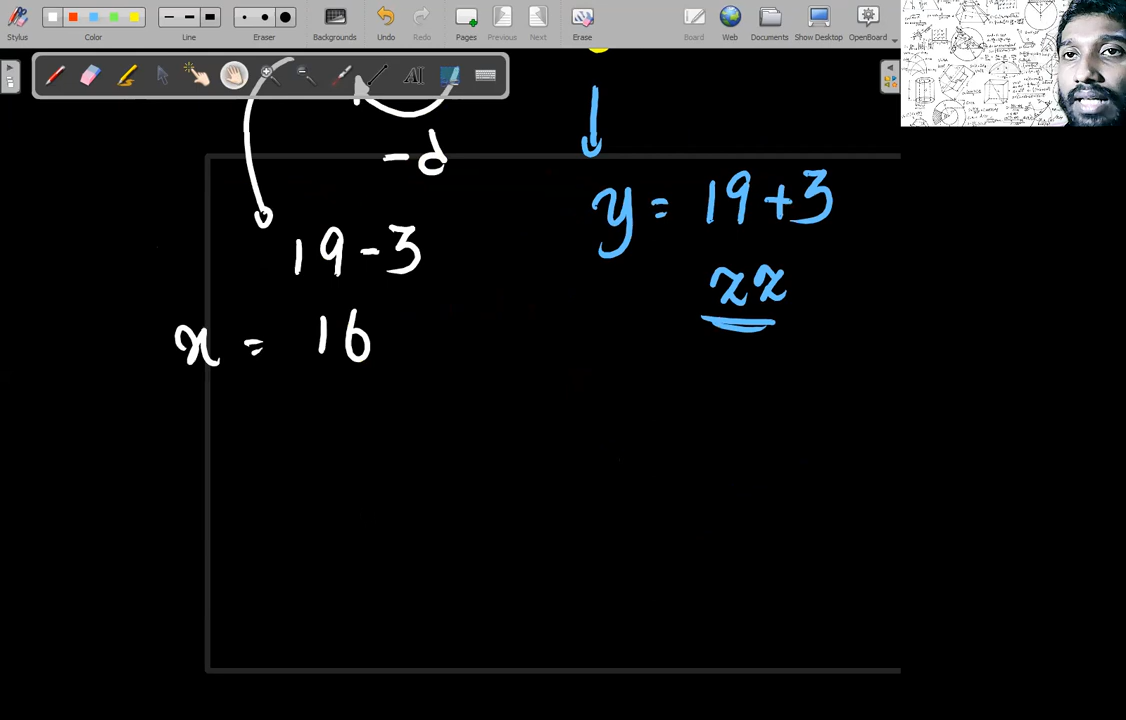 Stylus
Color
Line
Eraser
Backgrounds
Undo
Redo
Pages
Previous
Next
Erase
Board
Web
Documents
Show Desktop
OpenBoard
-d
19-3
x = 16
y = 19+3
22